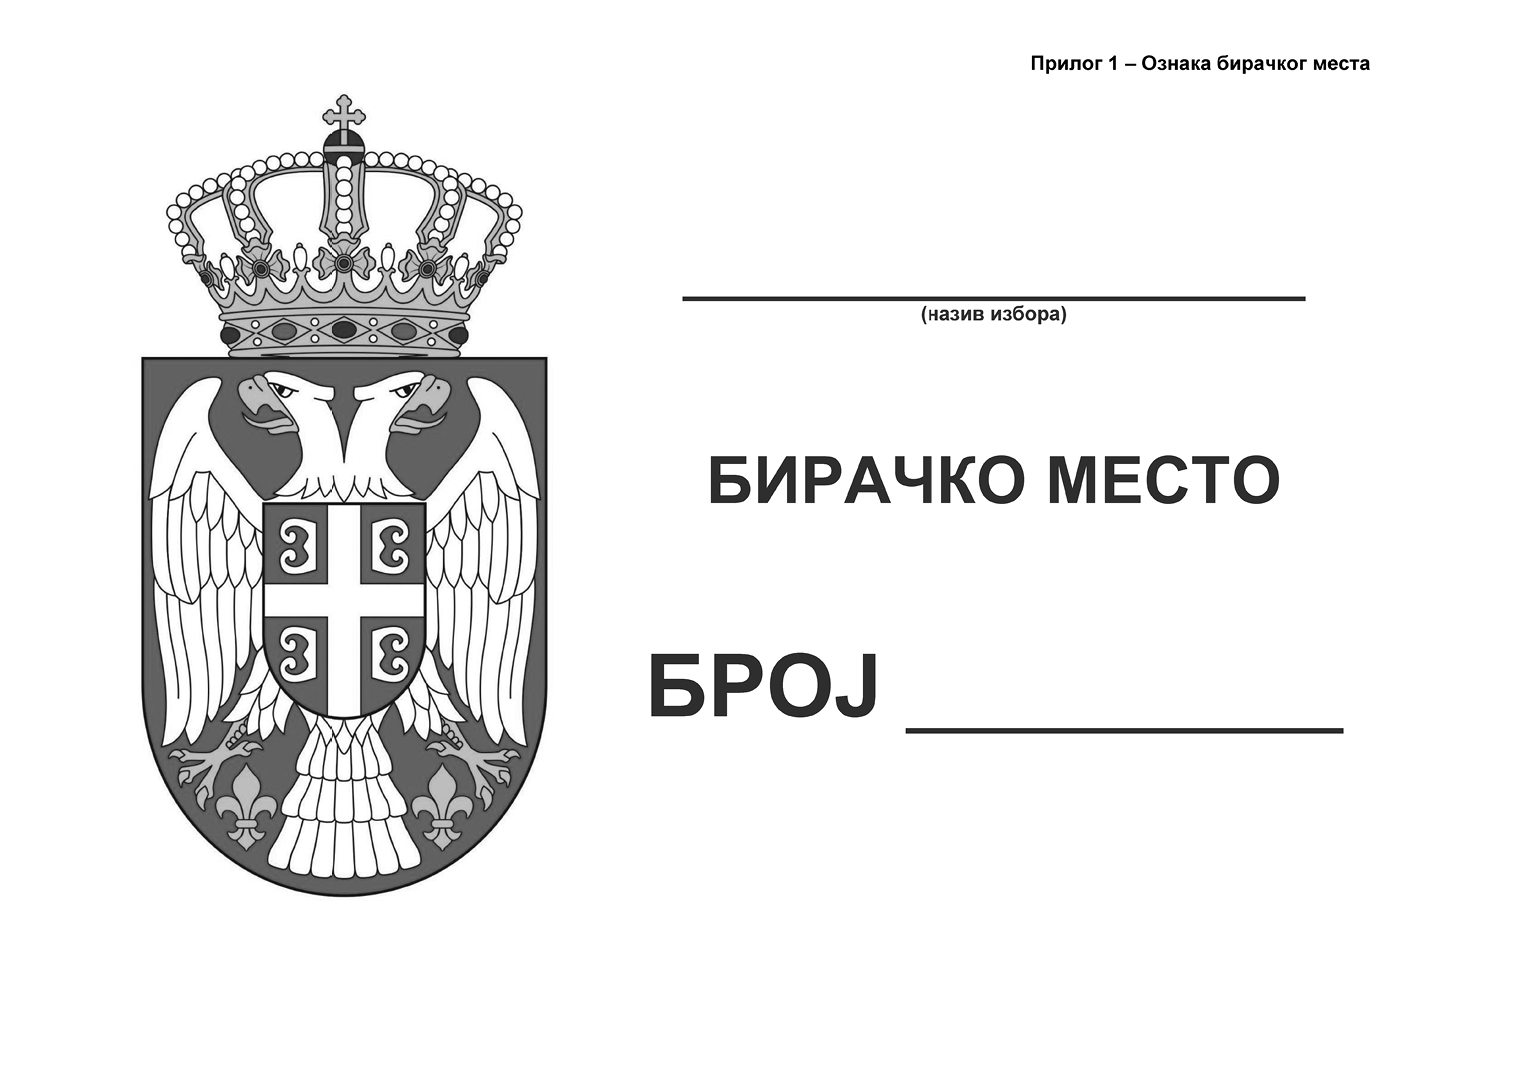 Прилог 1 – Ознака бирачког места
(назив избора)
БИРАЧКО МЕСТО
БРОЈ